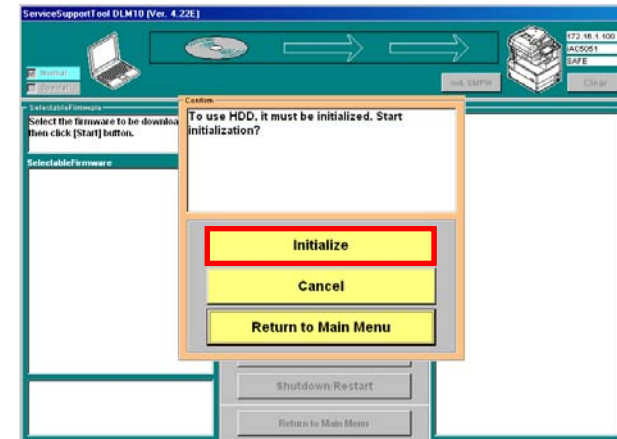 ServiceSupportTool DLM10 (Ver. 4.22E)
172.16.1.100
iAC5051
SAFE
Normal
Special
Init. SMPW
Clear
SelectableFirmware
Select the firmware to be downloa
then click [Start] button.
SelectableFirmware
Confirm
To use HDD, it must be initialized. Start
initialization?
Initialize
Cancel
Return to Main Menu
Shutdown/Restart
Return to Main Menu